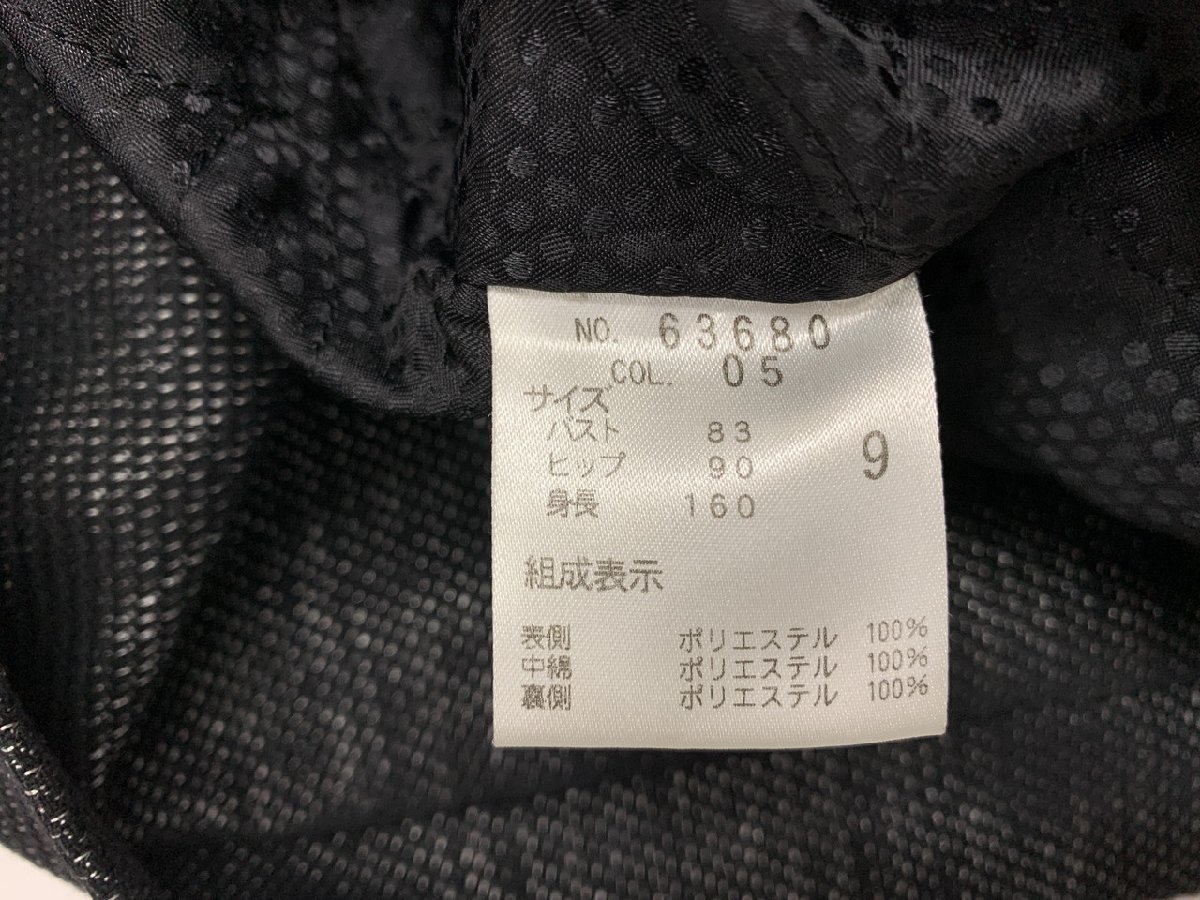 NO. 63680
COL. 05
サイズ
バスト 83
ヒップ 90 9
身長 160
組成表示
表側 ポリエステル 100%
中綿 ポリエステル 100%
裏側 ポリエステル 100%